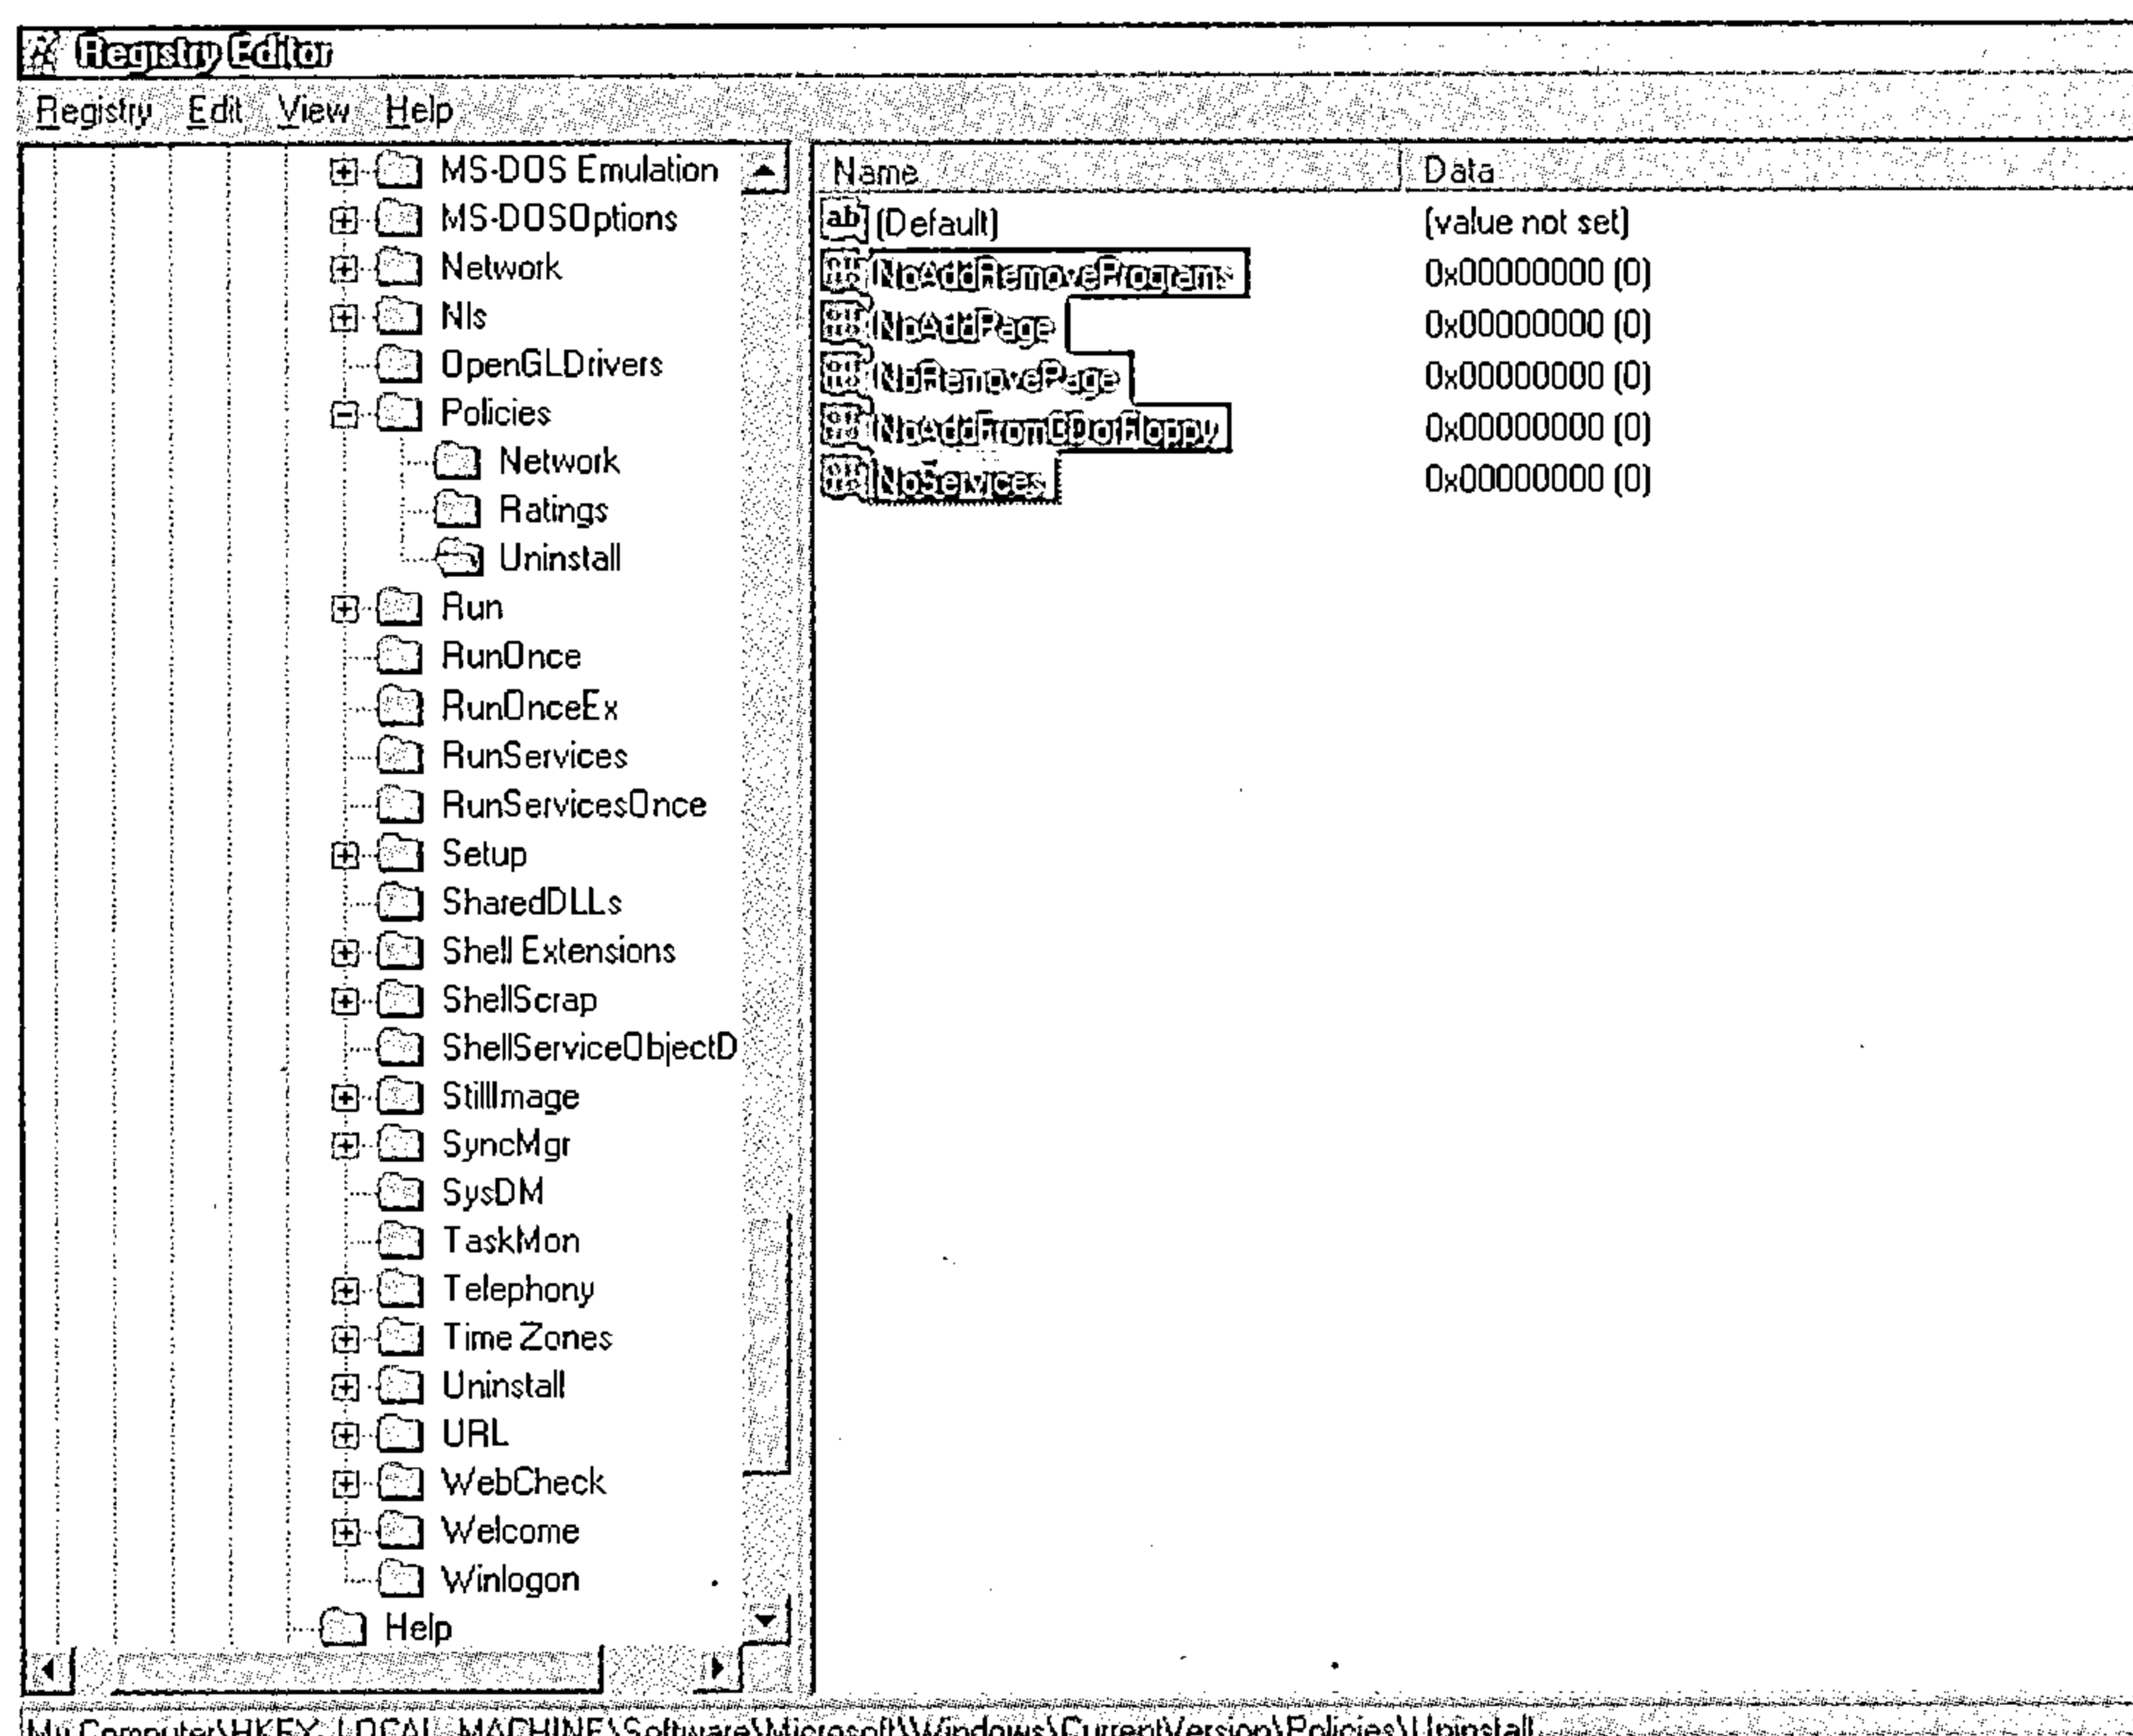 Registry Editor
Registry Edit View Help
MS-DOS Emulation
MS-DOSOptions
Network
Nls
OpenGLDrivers
Policies
Network
Ratings
Uninstall
Run
RunOnce
RunOnceEx
RunServices
RunServicesOnce
Setup
SharedDLLs
Shell Extensions
ShellScrap
ShellServiceObjectD
StillImage
SyncMgr
SysDM
TaskMon
Telephony
Time Zones
Uninstall
URL
WebCheck
Welcome
Winlogon
Help
Name Data
ab (Default) (value not set)
NoAddRemovePrograms 0x00000000 (0)
NoAddPage 0x00000000 (0)
NoRemovePage 0x00000000 (0)
NoAddFromCDorFloppy 0x00000000 (0)
NoServices 0x00000000 (0)
My Computer\HKEY_LOCAL_MACHINE\Software\Microsoft\Windows\CurrentVersion\Policies\Uninstall